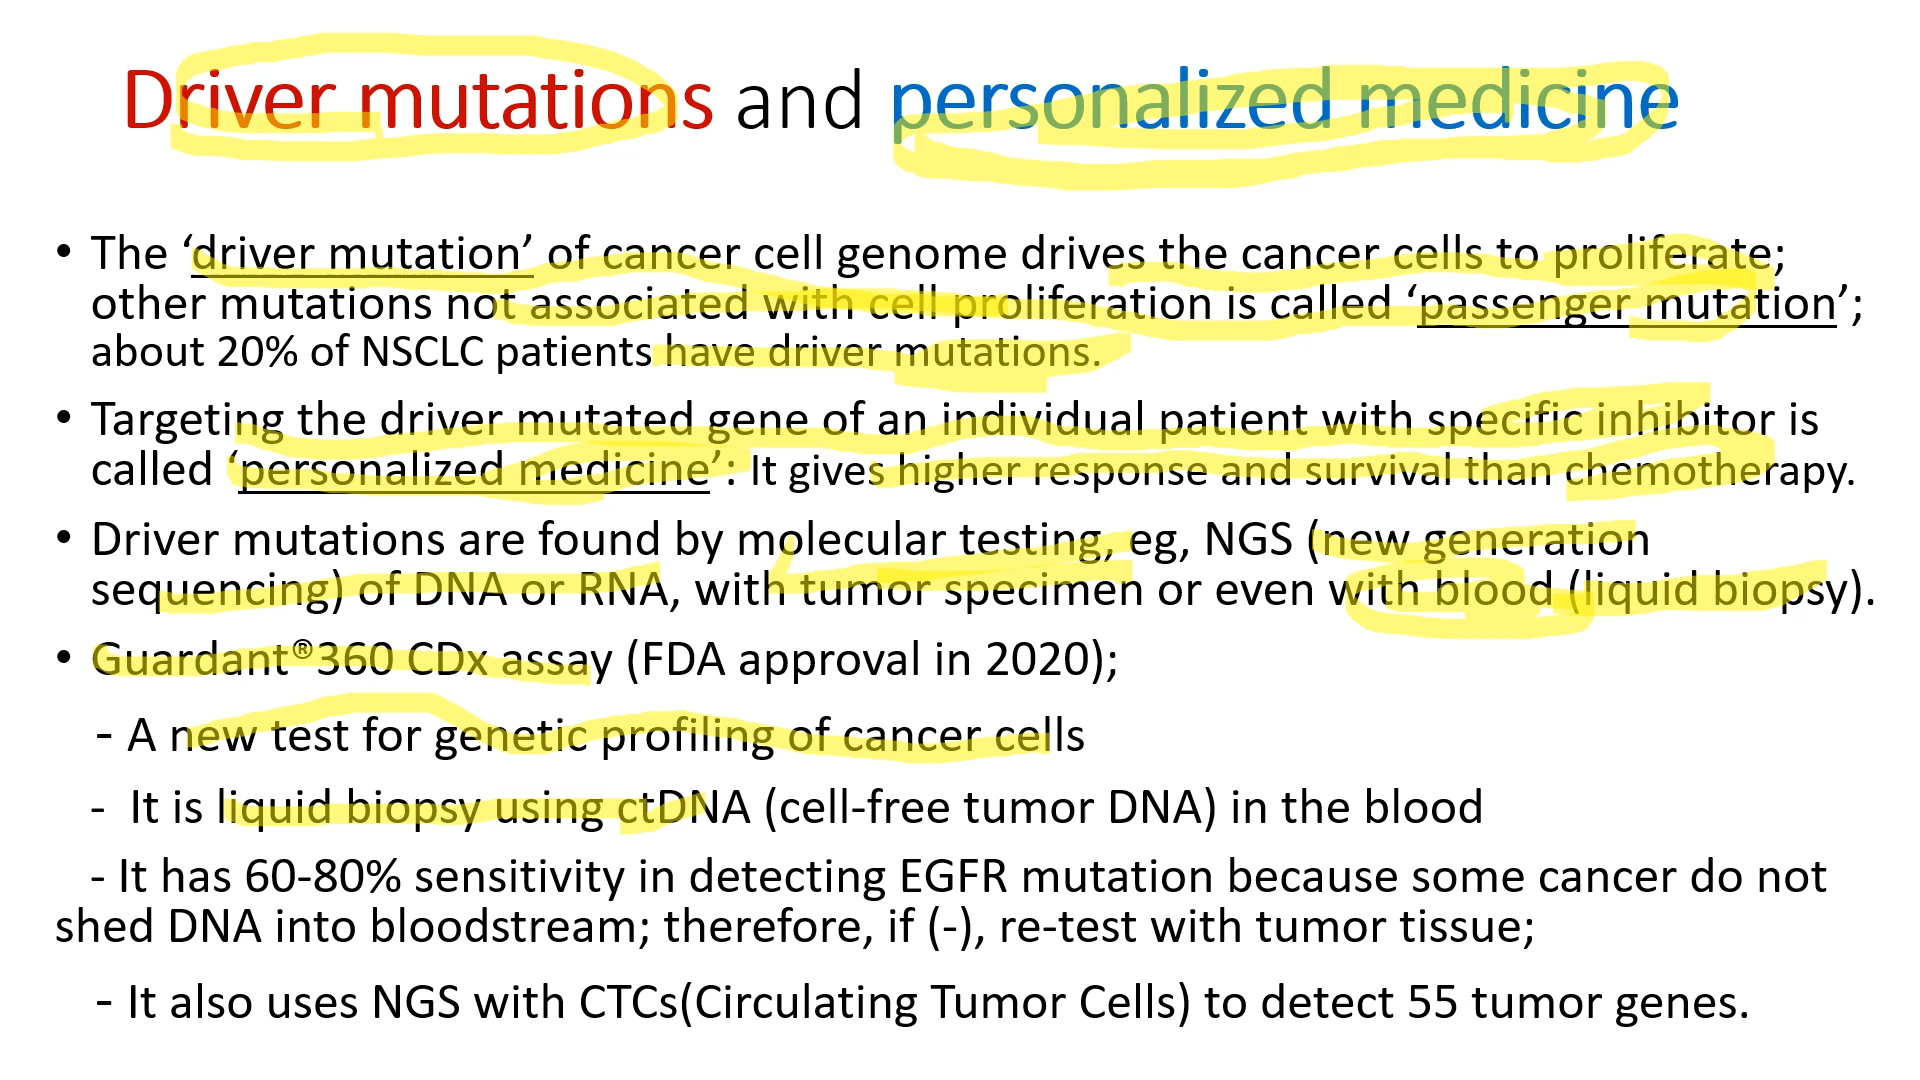 Driver mutations and personalized medicine
• The ‘driver mutation’ of cancer cell genome drives the cancer cells to proliferate;
other mutations not associated with cell proliferation is called ‘passenger mutation’;
about 20% of NSCLC patients have driver mutations.
• Targeting the driver mutated gene of an individual patient with specific inhibitor is
called ‘personalized medicine’: It gives higher response and survival than chemotherapy.
• Driver mutations are found by molecular testing, eg, NGS (new generation
sequencing) of DNA or RNA, with tumor specimen or even with blood (liquid biopsy).
• Guardant®360 CDx assay (FDA approval in 2020);
- A new test for genetic profiling of cancer cells
- It is liquid biopsy using ctDNA (cell-free tumor DNA) in the blood
- It has 60-80% sensitivity in detecting EGFR mutation because some cancer do not
shed DNA into bloodstream; therefore, if (-), re-test with tumor tissue;
- It also uses NGS with CTCs(Circulating Tumor Cells) to detect 55 tumor genes.